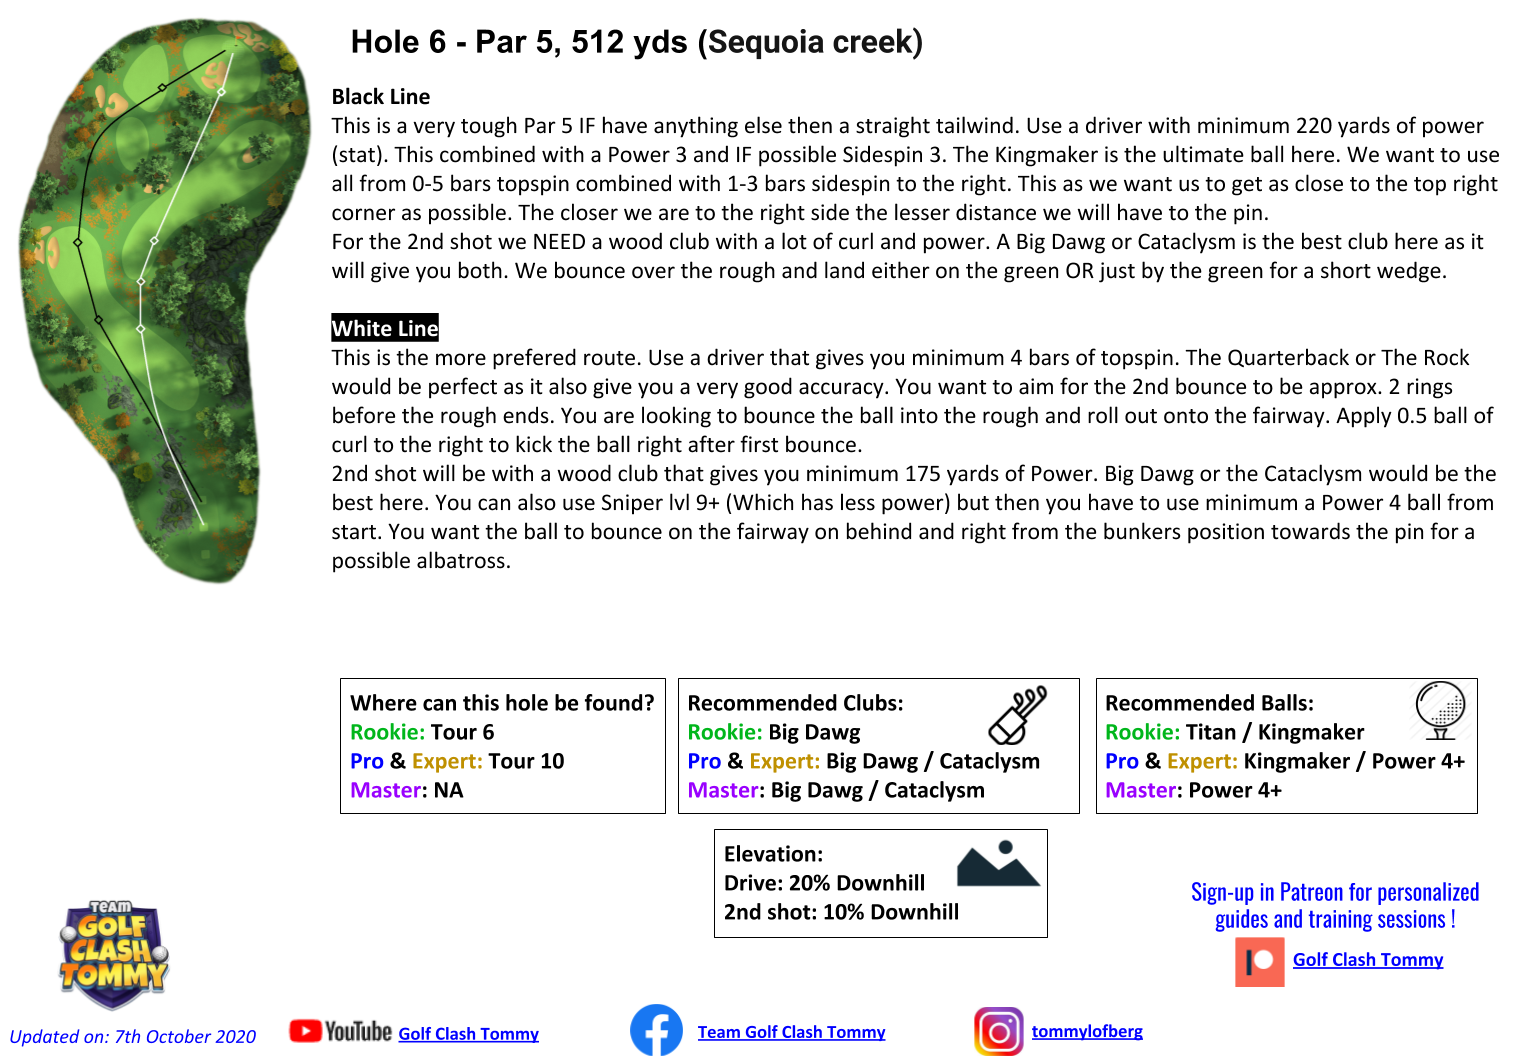 Hole 6 - Par 5, 512 yds (Sequoia creek)
Black Line
This is a very tough Par 5 IF have anything else then a straight tailwind. Use a driver with minimum 220 yards of power
(stat). This combined with a Power 3 and IF possible Sidespin 3. The Kingmaker is the ultimate ball here. We want to use
all from 0-5 bars topspin combined with 1-3 bars sidespin to the right. This as we want us to get as close to the top right
corner as possible. The closer we are to the right side the lesser distance we will have to the pin.
For the 2nd shot we NEED a wood club with a lot of curl and power. A Big Dawg or Cataclysm is the best club here as it
will give you both. We bounce over the rough and land either on the green OR just by the green for a short wedge.
White Line
This is the more prefered route. Use a driver that gives you minimum 4 bars of topspin. The Quarterback or The Rock
would be perfect as it also give you a very good accuracy. You want to aim for the 2nd bounce to be approx. 2 rings
before the rough ends. You are looking to bounce the ball into the rough and roll out onto the fairway. Apply 0.5 ball of
curl to the right to kick the ball right after first bounce.
2nd shot will be with a wood club that gives you minimum 175 yards of Power. Big Dawg or the Cataclysm would be the
best here. You can also use Sniper lvl 9+ (Which has less power) but then you have to use minimum a Power 4 ball from
start. You want the ball to bounce on the fairway on behind and right from the bunkers position towards the pin for a
possible albatross.
Where can this hole be found?
Rookie: Tour 6
Pro & Expert: Tour 10
Master: NA
Recommended Clubs:
Rookie: Big Dawg
Pro & Expert: Big Dawg / Cataclysm
Master: Big Dawg / Cataclysm
Recommended Balls:
Rookie: Titan / Kingmaker
Pro & Expert: Kingmaker / Power 4+
Master: Power 4+
Elevation:
Drive: 20% Downhill
2nd shot: 10% Downhill
Sign-up in Patreon for personalized
guides and training sessions !
Golf Clash Tommy
TEAM
GOLF
CLASH
TOMMY
Updated on: 7th October 2020
YouTube Golf Clash Tommy
Team Golf Clash Tommy
tommylofberg